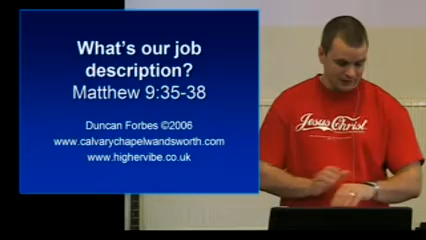 What's our job
description?
Matthew 9:35-38
Duncan Forbes ©2006
www.calvarychapelwandsworth.com
www.highervibe.co.uk
Jesus Christ